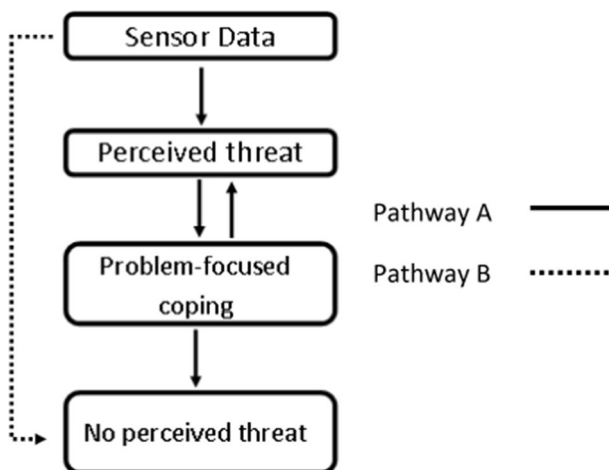 Sensor Data
Perceived threat
Problem-focused
coping
No perceived threat
Pathway A
Pathway B